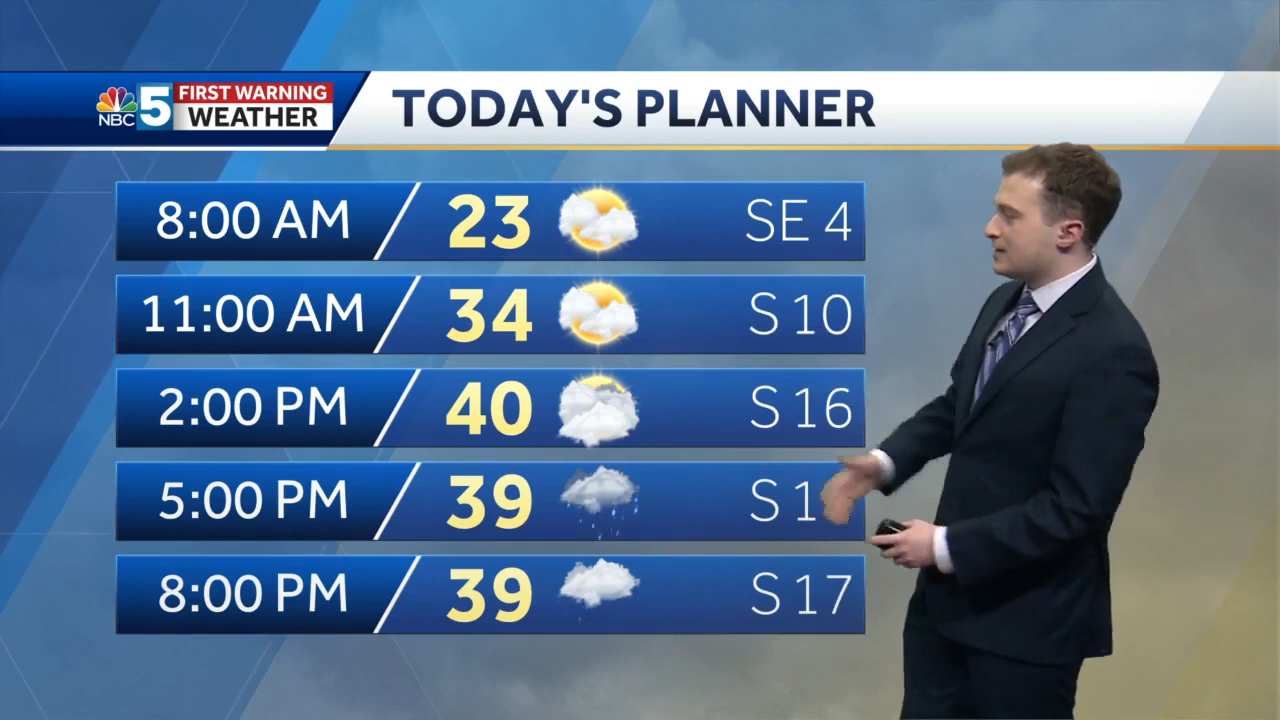 NBC 5 FIRST WARNING
WEATHER
TODAY'S PLANNER
8:00 AM 23 SE 4
11:00 AM 34 S 10
2:00 PM 40 S 16
5:00 PM 39 S
8:00 PM 39 S 17